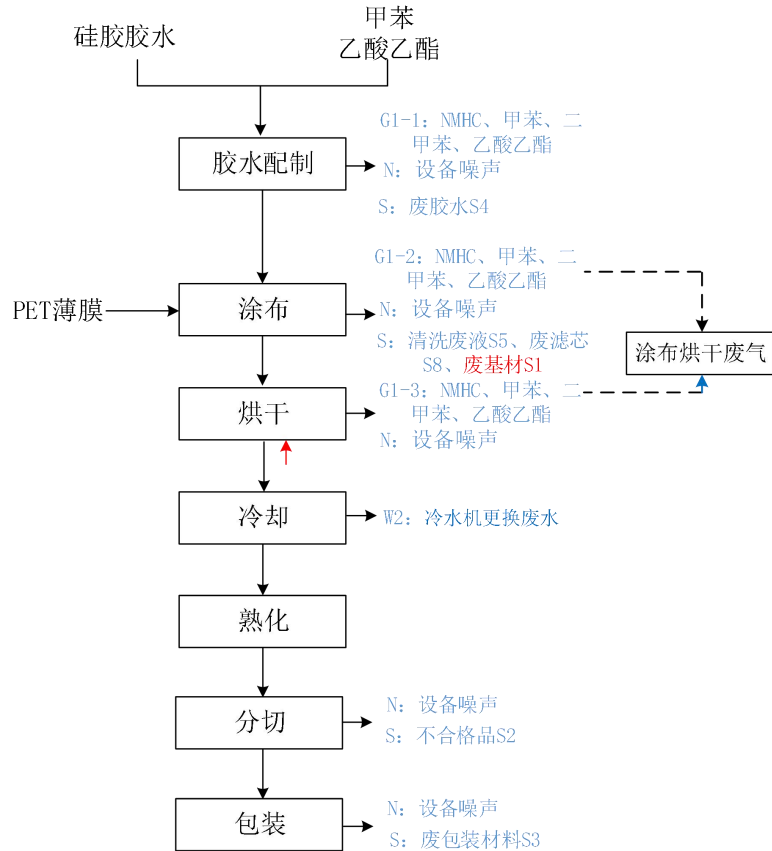 硅胶胶水
甲苯
乙酸乙酯
G1-1: NMHC、甲苯、二
甲苯、乙酸乙酯
胶水配制
N: 设备噪声
S: 废胶水S4
G1-2: NMHC、甲苯、二
甲苯、乙酸乙酯
PET薄膜
涂布
N: 设备噪声
S: 清洗废液S5、废滤芯
S8、废基材S1
涂布烘干废气
G1-3: NMHC、甲苯、二
甲苯、乙酸乙酯
烘干
N: 设备噪声
冷却
W2: 冷水机更换废水
熟化
分切
N: 设备噪声
S: 不合格品S2
包装
N: 设备噪声
S: 废包装材料S3